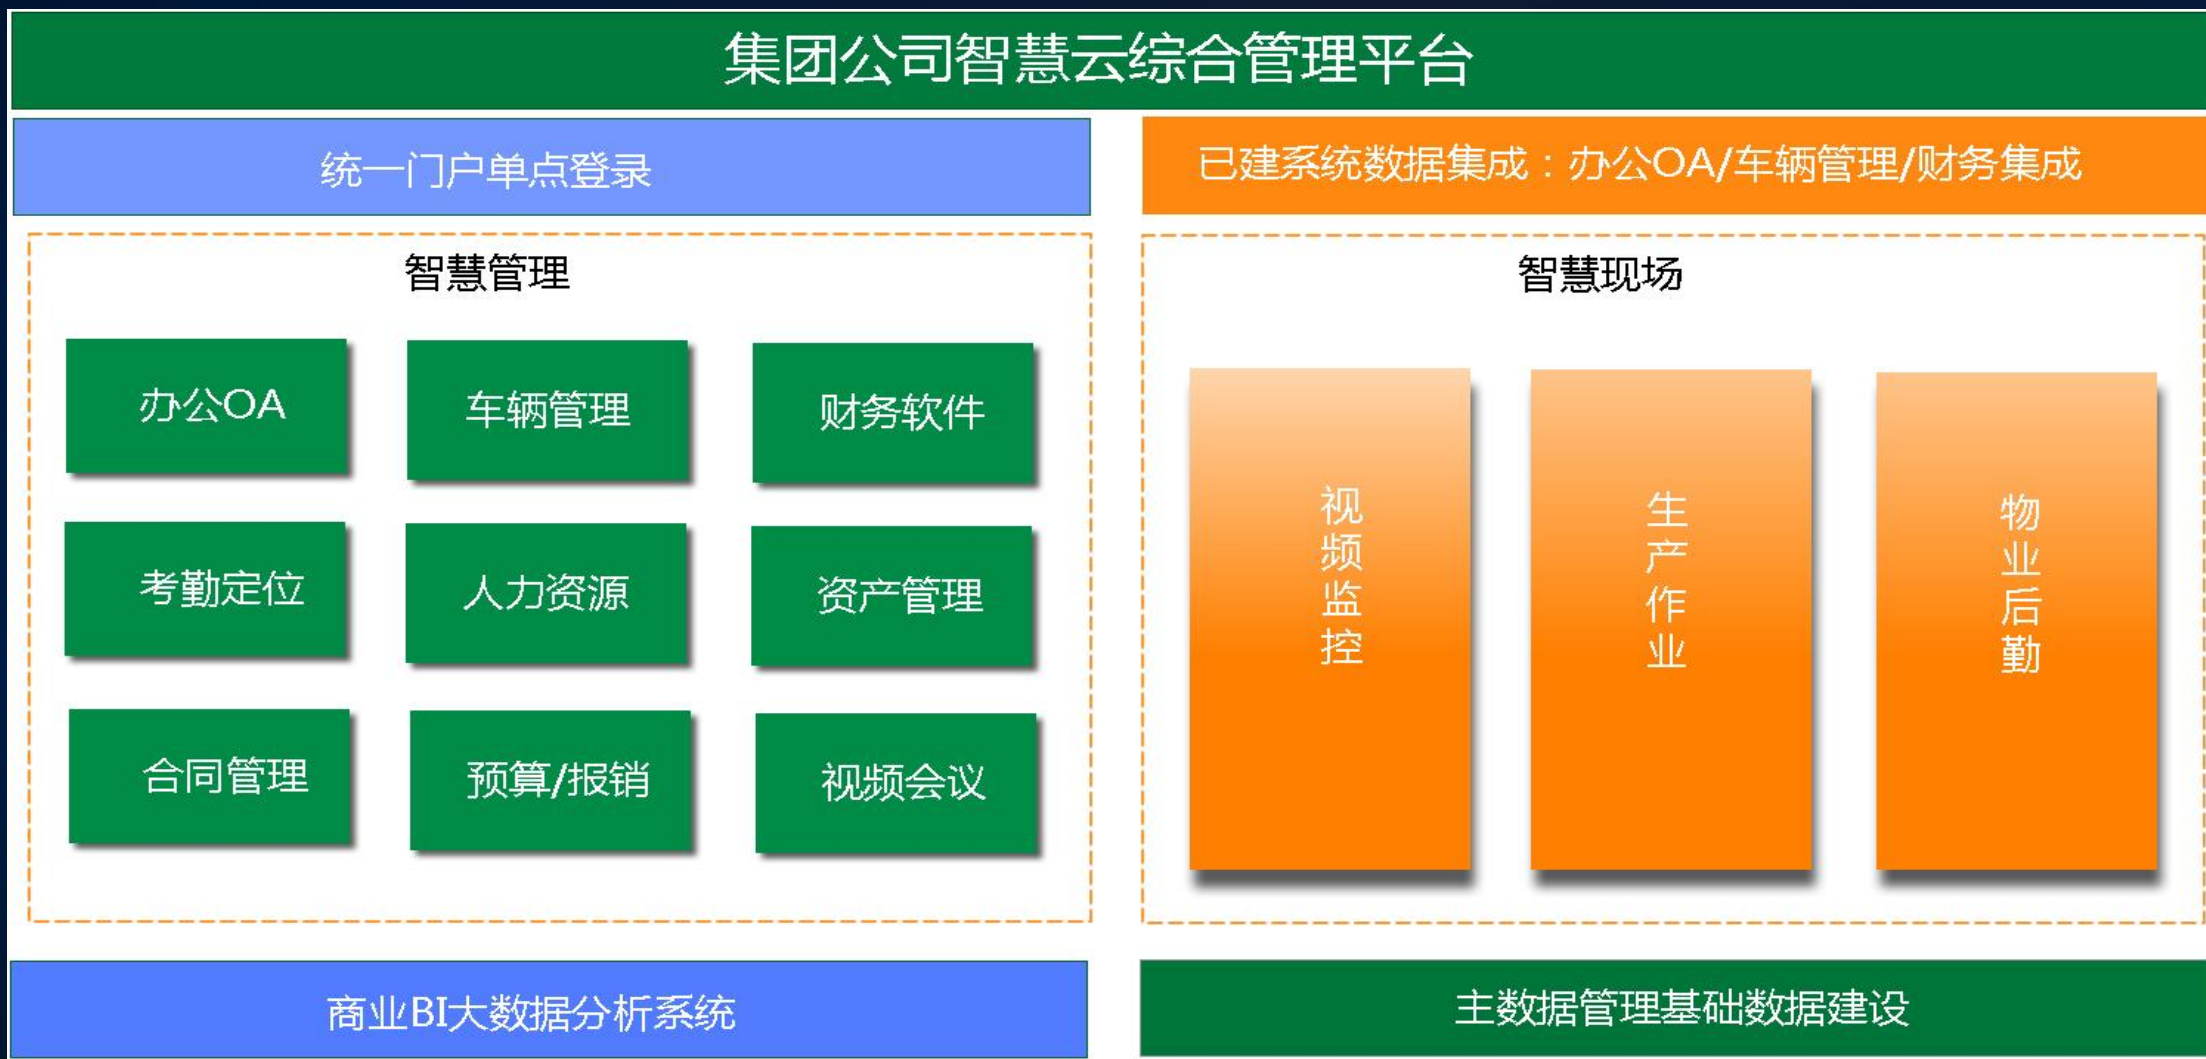 集团公司智慧云综合管理平台
统一门户单点登录
已建系统数据集成：办公OA/车辆管理/财务集成
智慧管理
办公OA
车辆管理
财务软件
考勤定位
人力资源
资产管理
合同管理
预算/报销
视频会议
智慧现场
视频监控
生产作业
物业后勤
商业BI大数据分析系统
主数据管理基础数据建设